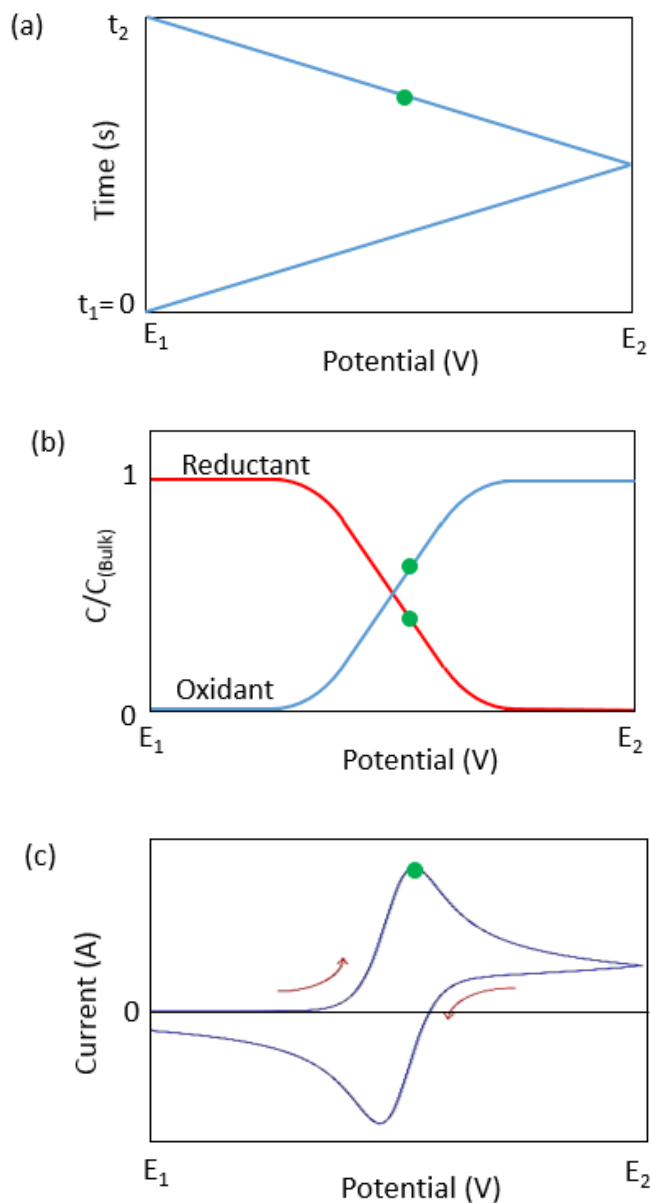 (a)
t₂
Time (s)
t₁= 0
E₁
E₂
Potential (V)
(b)
1
Reductant
C/C(Bulk)
Oxidant
0
E₁
E₂
Potential (V)
(c)
Current (A)
0
E₁
E₂
Potential (V)